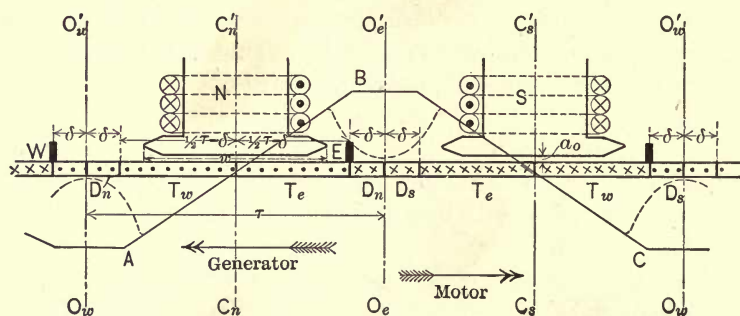 O'w C'n O'e C's O'w
B
N S
δ δ ½τ-δ ½τ-δ δ δ a₀ δ δ
W w E
Dn Tw Te Dn Ds Te Tw Ds
τ
A C
Generator
Motor
Ow Cn Oe Cs Ow